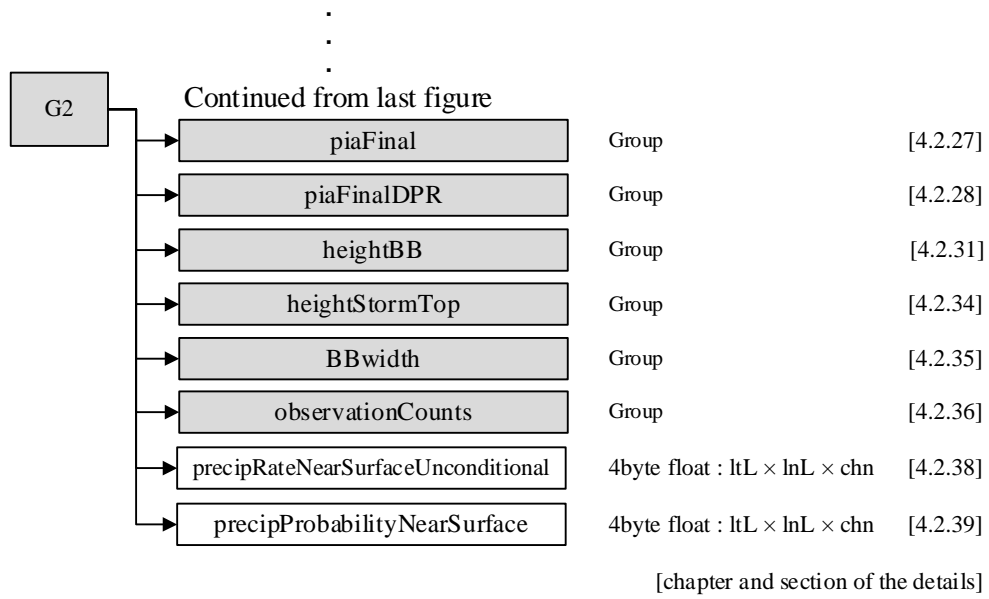 .
.
.
Continued from last figure
G2
piaFinal Group [4.2.27]
piaFinalDPR Group [4.2.28]
heightBB Group [4.2.31]
heightStormTop Group [4.2.34]
BBwidth Group [4.2.35]
observationCounts Group [4.2.36]
precipRateNearSurfaceUnconditional 4byte float : ltL × lnL × chn [4.2.38]
precipProbabilityNearSurface 4byte float : ltL × lnL × chn [4.2.39]
[chapter and section of the details]